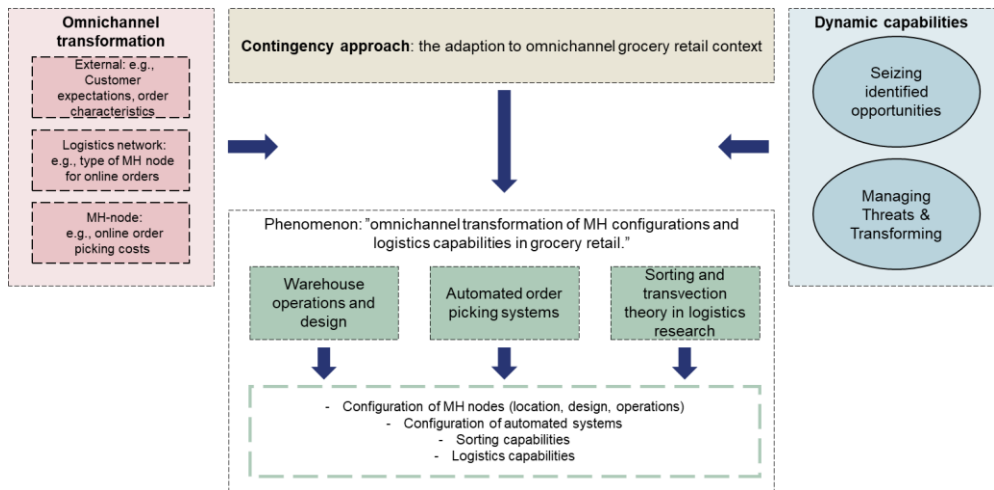 Omnichannel
transformation
External: e.g.,
Customer
expectations, order
characteristics
Logistics network:
e.g., type of MH node
for online orders
MH-node:
e.g., online order
picking costs
Contingency approach: the adaption to omnichannel grocery retail context
Dynamic capabilities
Seizing
identified
opportunities
Managing
Threats &
Transforming
Phenomenon: ”omnichannel transformation of MH configurations and
logistics capabilities in grocery retail.”
Warehouse
operations and
design
Automated order
picking systems
Sorting and
transvection
theory in logistics
research
- Configuration of MH nodes (location, design, operations)
- Configuration of automated systems
- Sorting capabilities
- Logistics capabilities